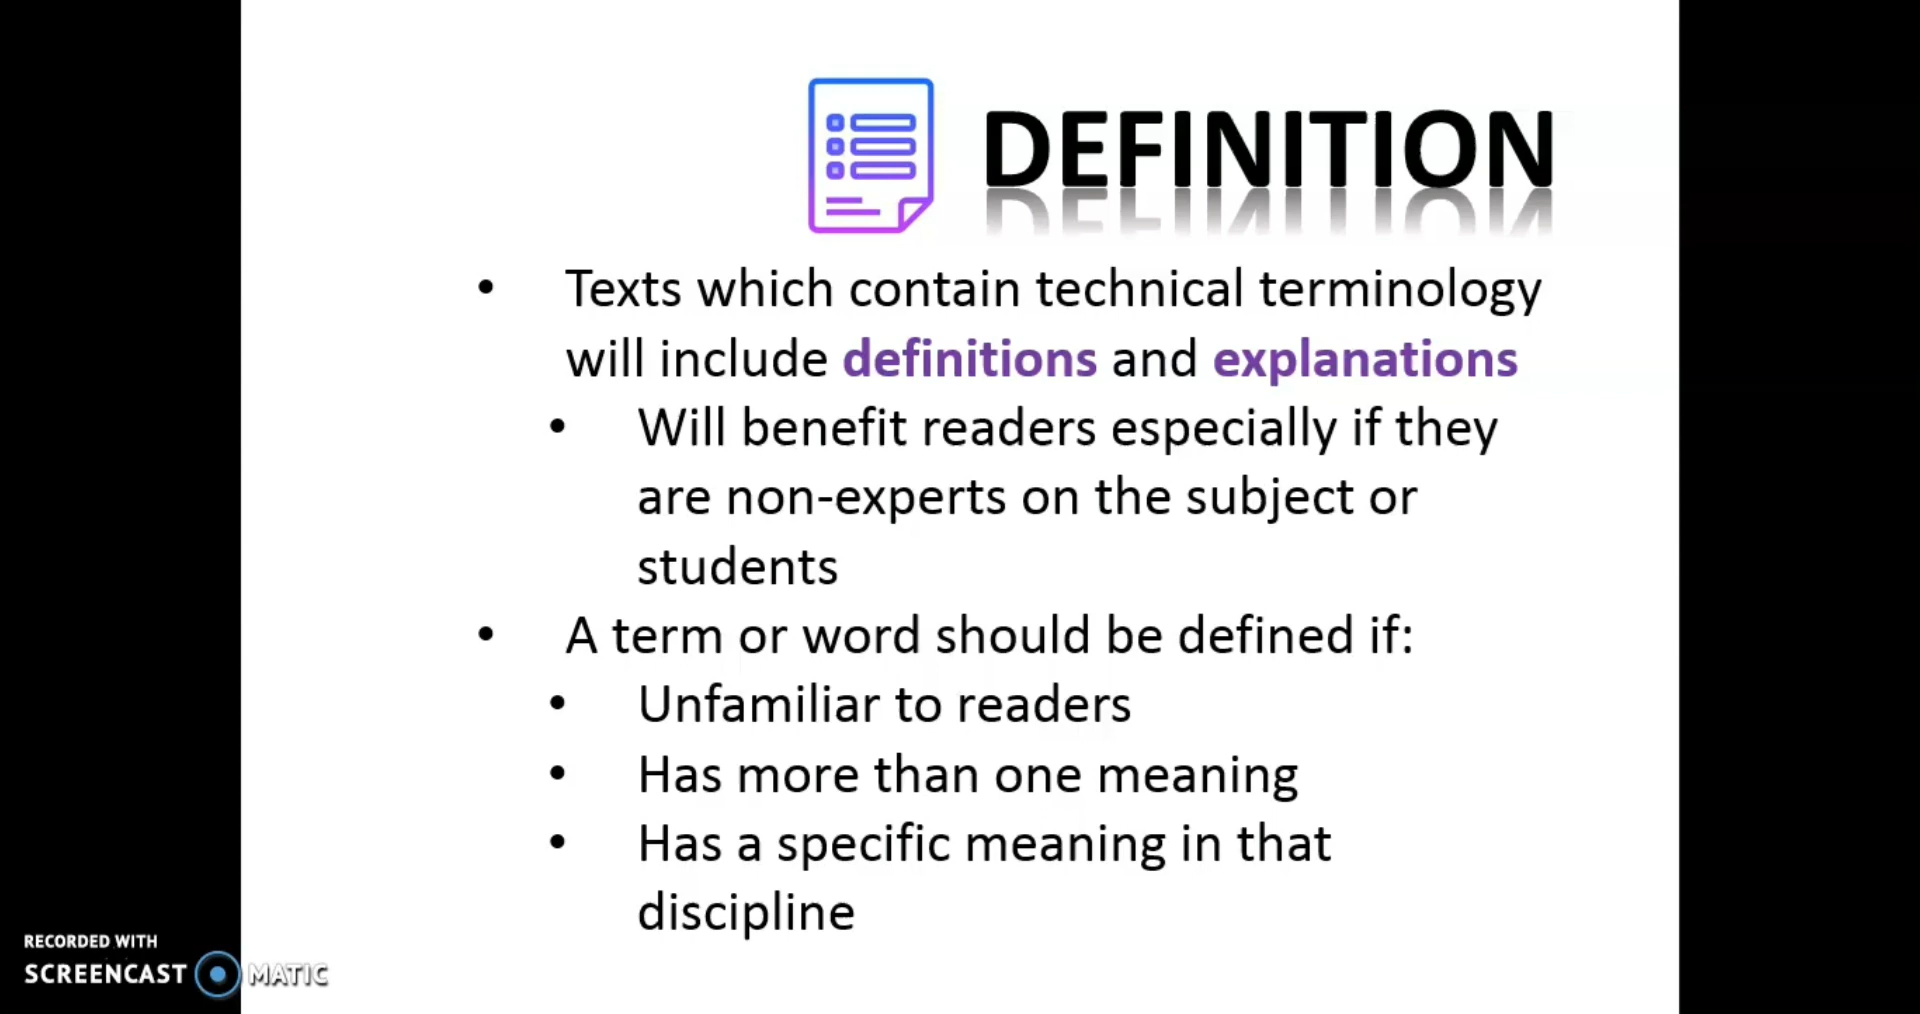 DEFINITION
• Texts which contain technical terminology
will include definitions and explanations
• Will benefit readers especially if they
are non-experts on the subject or
students
• A term or word should be defined if:
• Unfamiliar to readers
• Has more than one meaning
• Has a specific meaning in that
discipline
RECORDED WITH
SCREENCAST MATIC